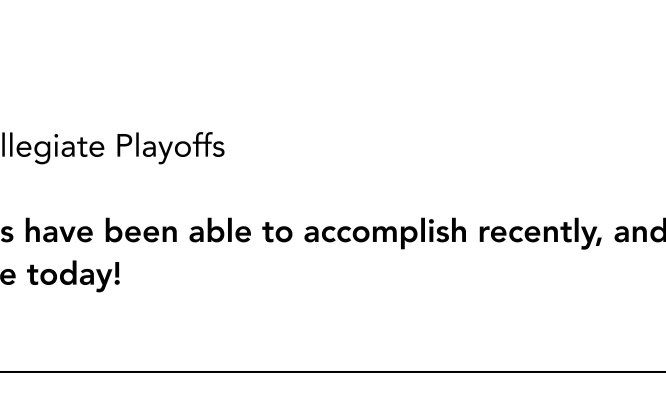 llegiate Playoffs
s have been able to accomplish recently, and
e today!